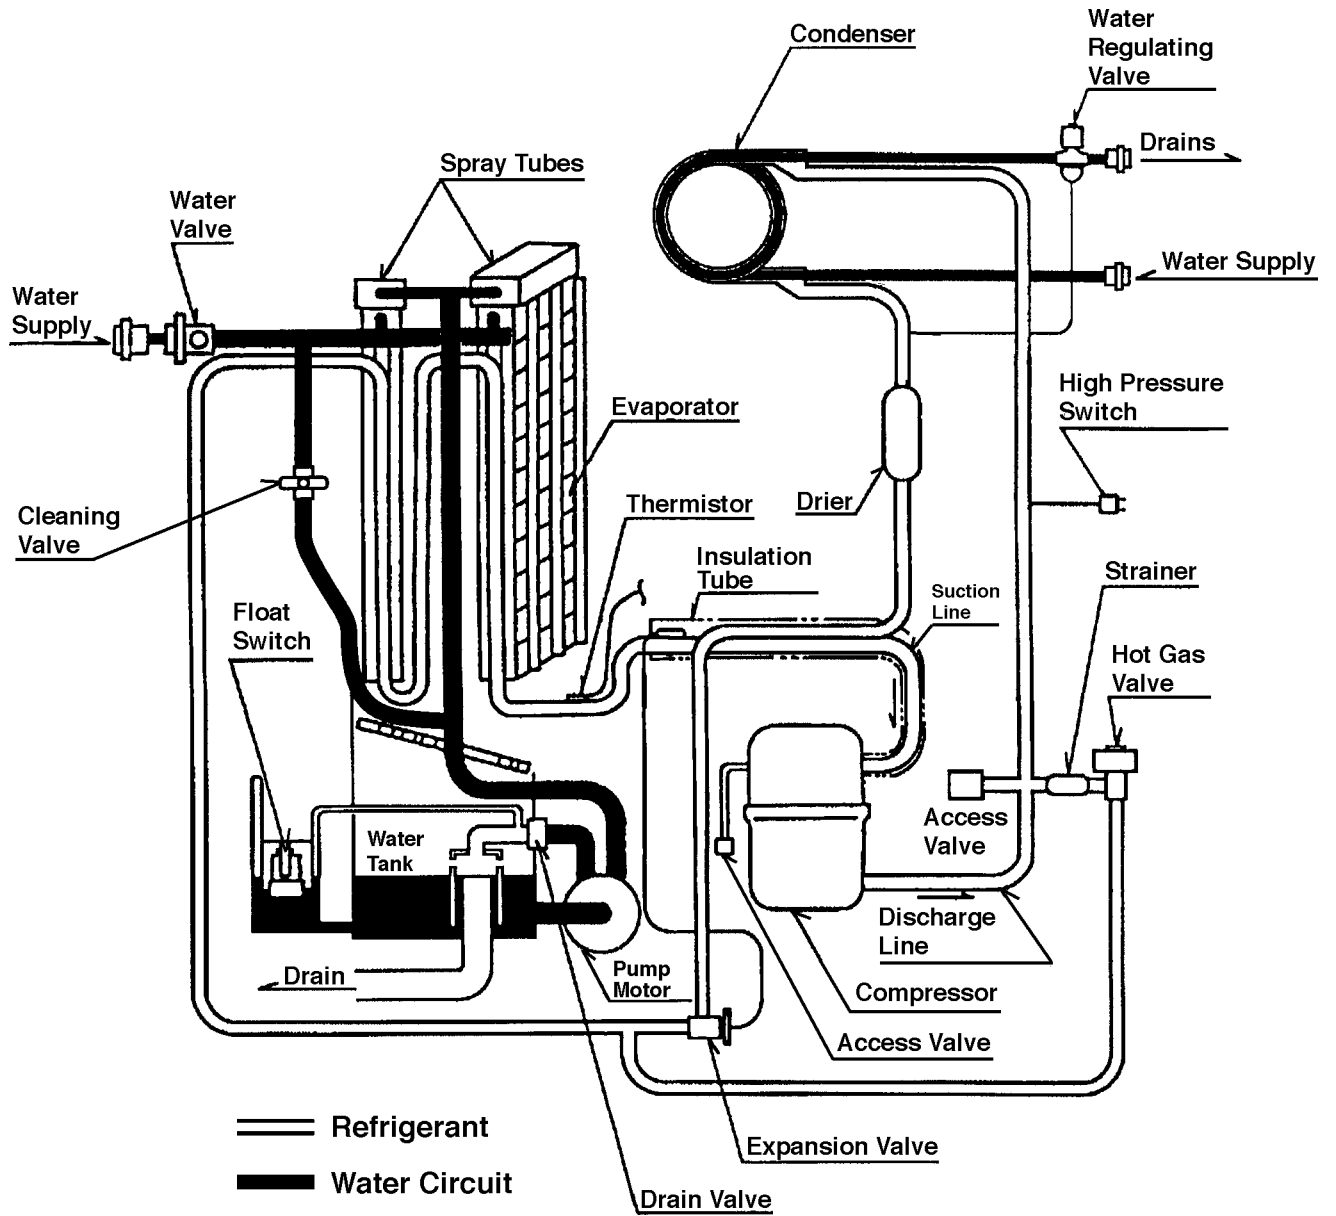 Water
Regulating
Valve
Condenser
Drains
Spray Tubes
Water
Valve
Water Supply
Water
Supply
High Pressure
Switch
Evaporator
Thermistor
Drier
Cleaning
Valve
Insulation
Tube
Strainer
Suction
Line
Float
Switch
Hot Gas
Valve
Access
Valve
Water
Tank
Discharge
Line
Drain
Pump
Motor
Compressor
Access Valve
Refrigerant
Expansion Valve
Water Circuit
Drain Valve